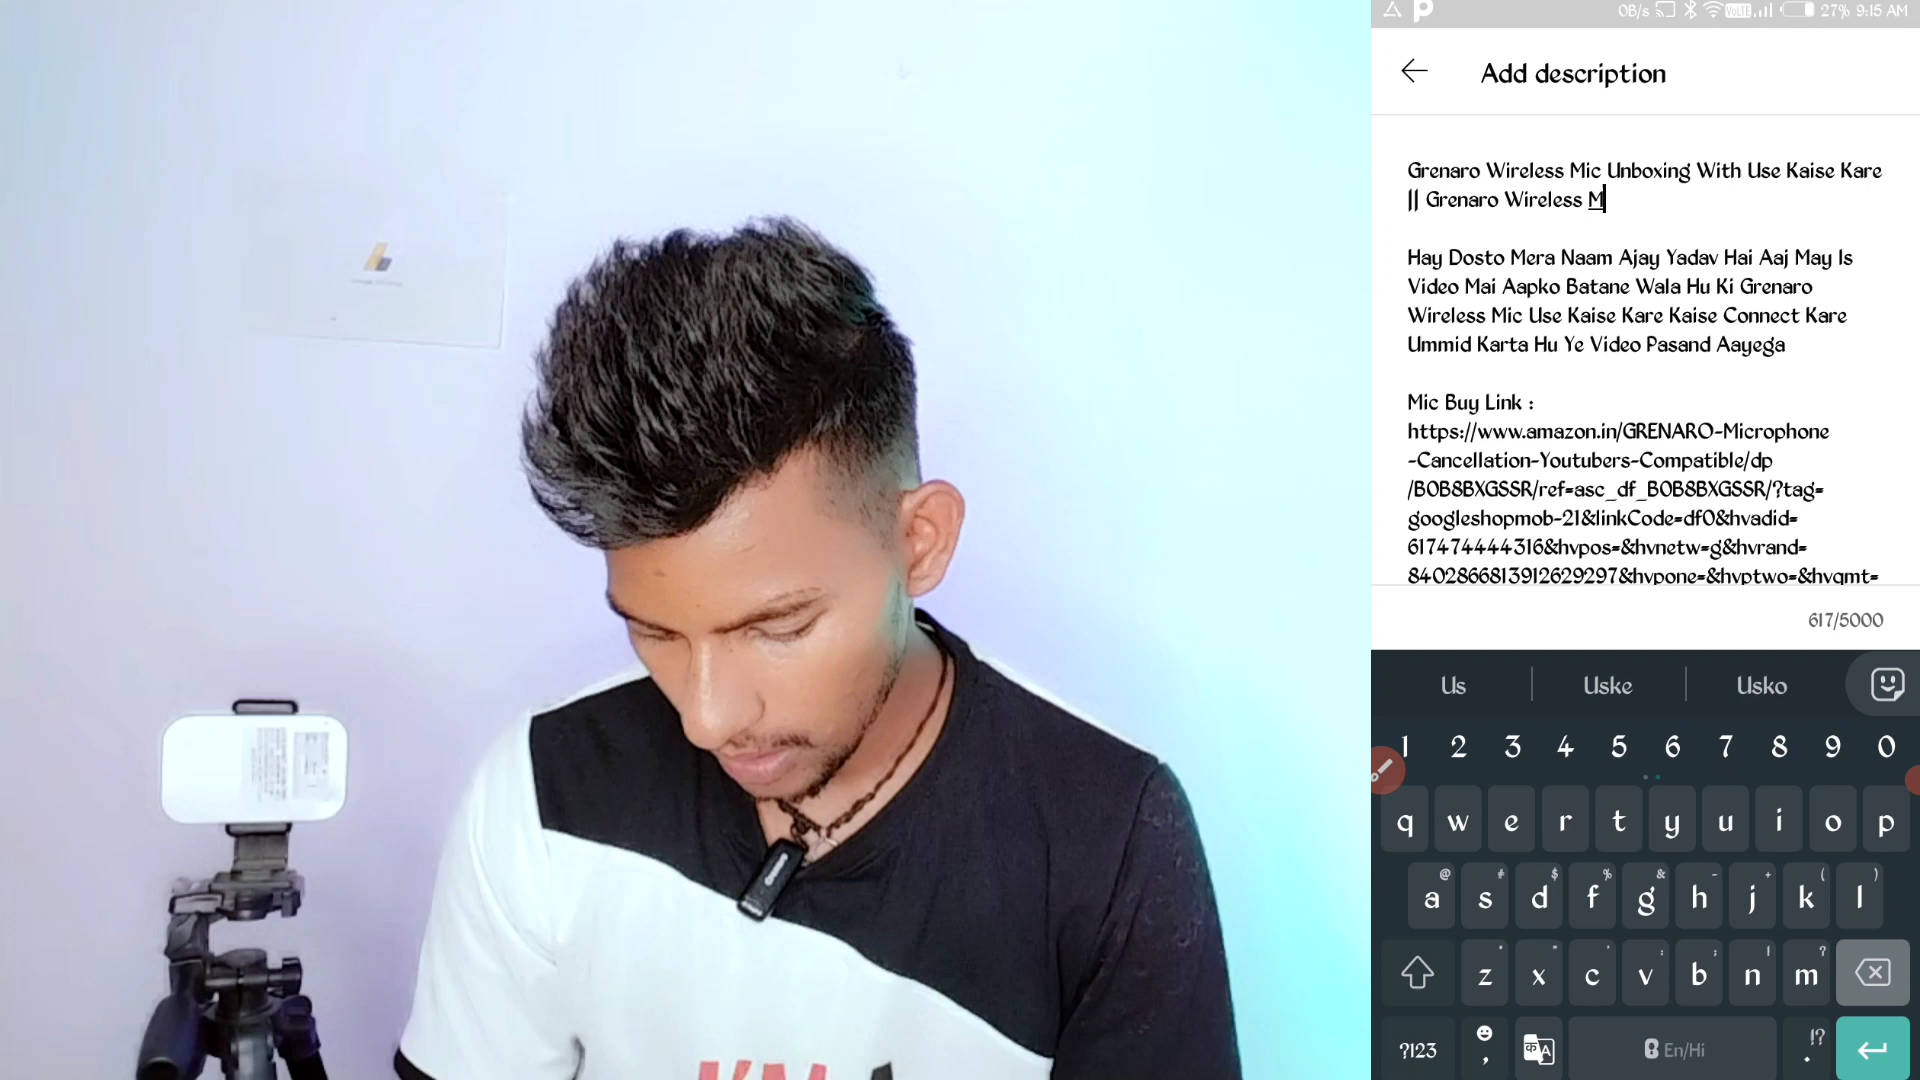 0B/s VoLTE 27% 9:15 AM
Add description
Grenaro Wireless Mic Unboxing With Use Kaise Kare
|| Grenaro Wireless M
Hay Dosto Mera Naam Ajay Yadav Hai Aaj May Is
Video Mai Aapko Batane Wala Hu Ki Grenaro
Wireless Mic Use Kaise Kare Kaise Connect Kare
Ummid Karta Hu Ye Video Pasand Aayega
Mic Buy Link :
https://www.amazon.in/GRENARO-Microphone
-Cancellation-Youtubers-Compatible/dp
/B0B8BXGSSR/ref=asc_df_B0B8BXGSSR/?tag=
googleshopmob-21&linkCode=df0&hvadid=
617474444316&hvpos=&hvnetw=g&hvrand=
8402866813912629297&hvpone=&hvptwo=&hvqmt=
617/5000
Us Uske Usko
1 2 3 4 5 6 7 8 9 0
q w e r t y u i o p
@ # $ % & - + ( )
a s d f g h j k l
z x c v b n m
?123 , En/Hi . !?